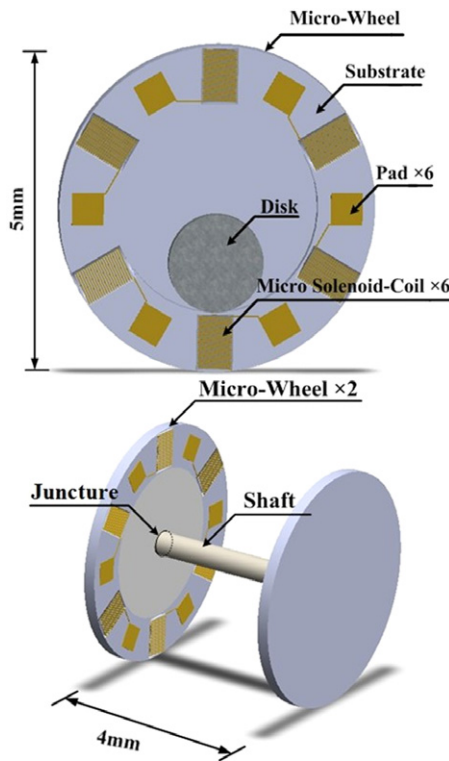 Micro-Wheel
Substrate
Pad ×6
5mm
Disk
Micro Solenoid-Coil ×6
Micro-Wheel ×2
Juncture
Shaft
4mm